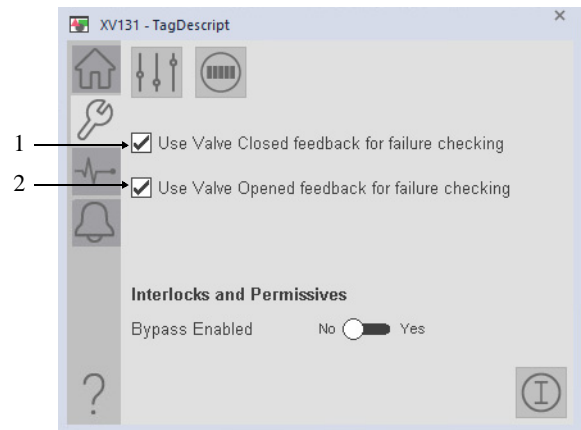 XV131 - TagDescript
1
Use Valve Closed feedback for failure checking
2
Use Valve Opened feedback for failure checking
Interlocks and Permissives
Bypass Enabled No Yes
?